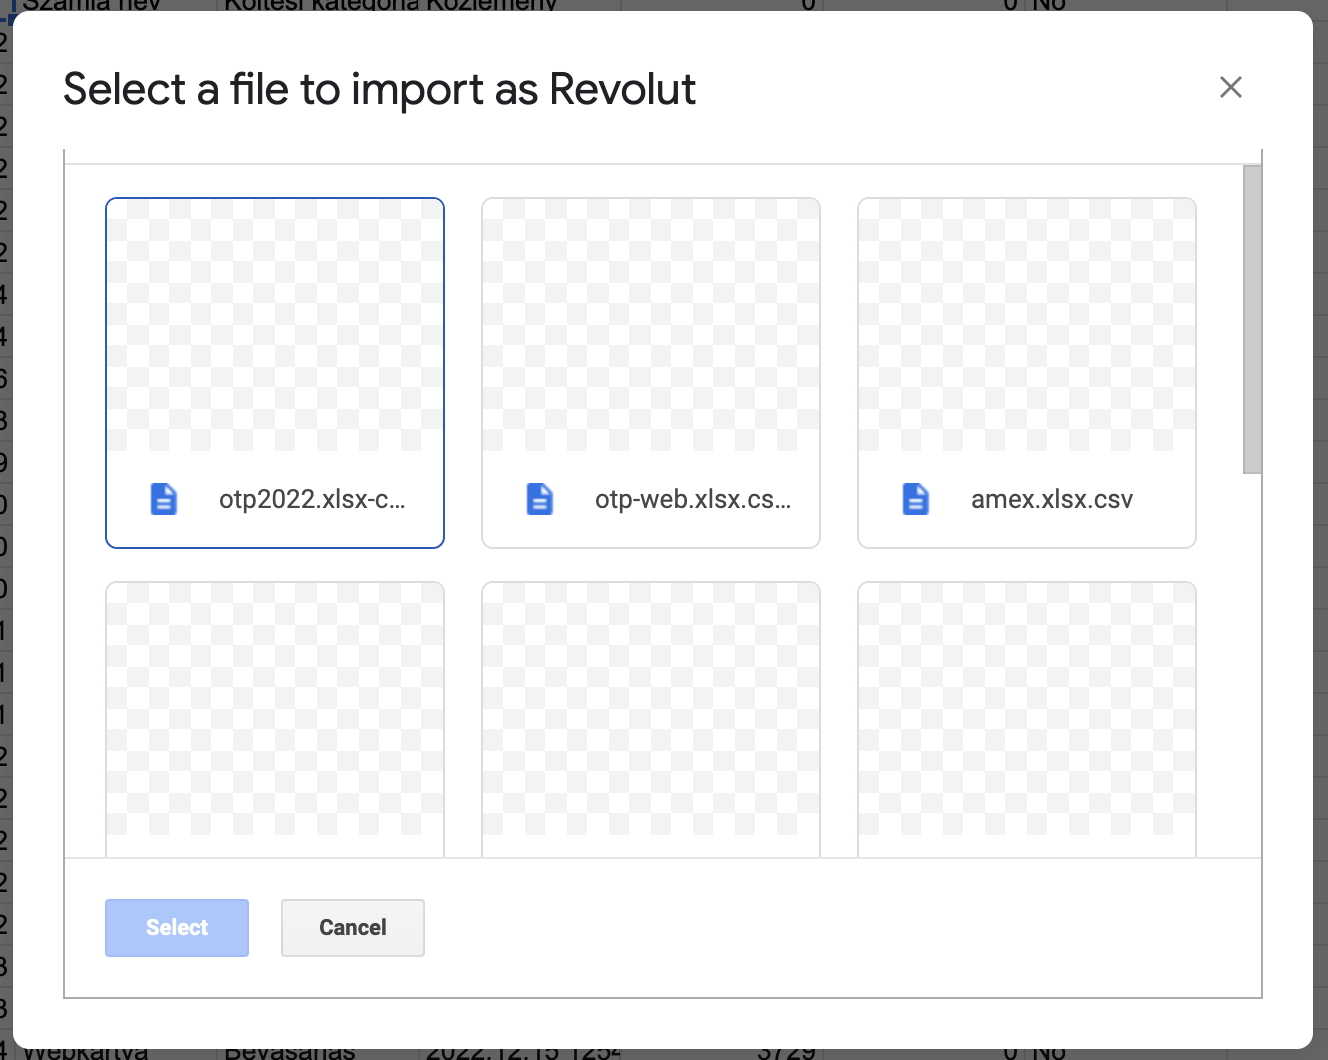 Számla név Költési kategória Közlemény 0 0 No
Select a file to import as Revolut
otp2022.xlsx-c...
otp-web.xlsx.cs...
amex.xlsx.csv
Select
Cancel
Webkártya Bevásárlás 2022.12.15 1254 3729 0 No